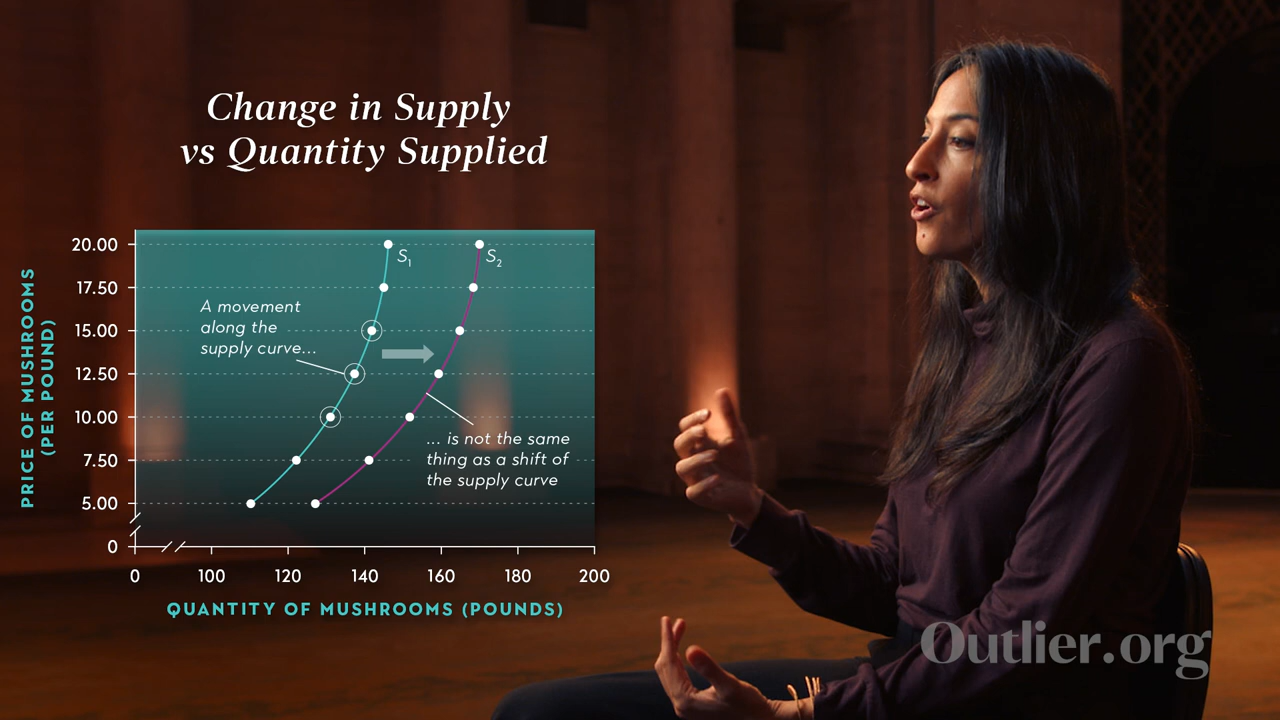 Change in Supply
vs Quantity Supplied
PRICE OF MUSHROOMS
(PER POUND)
20.00
17.50
15.00
12.50
10.00
7.50
5.00
0
S1
S2
A movement
along the
supply curve...
... is not the same
thing as a shift of
the supply curve
0 100 120 140 160 180 200
QUANTITY OF MUSHROOMS (POUNDS)
Outlier.org